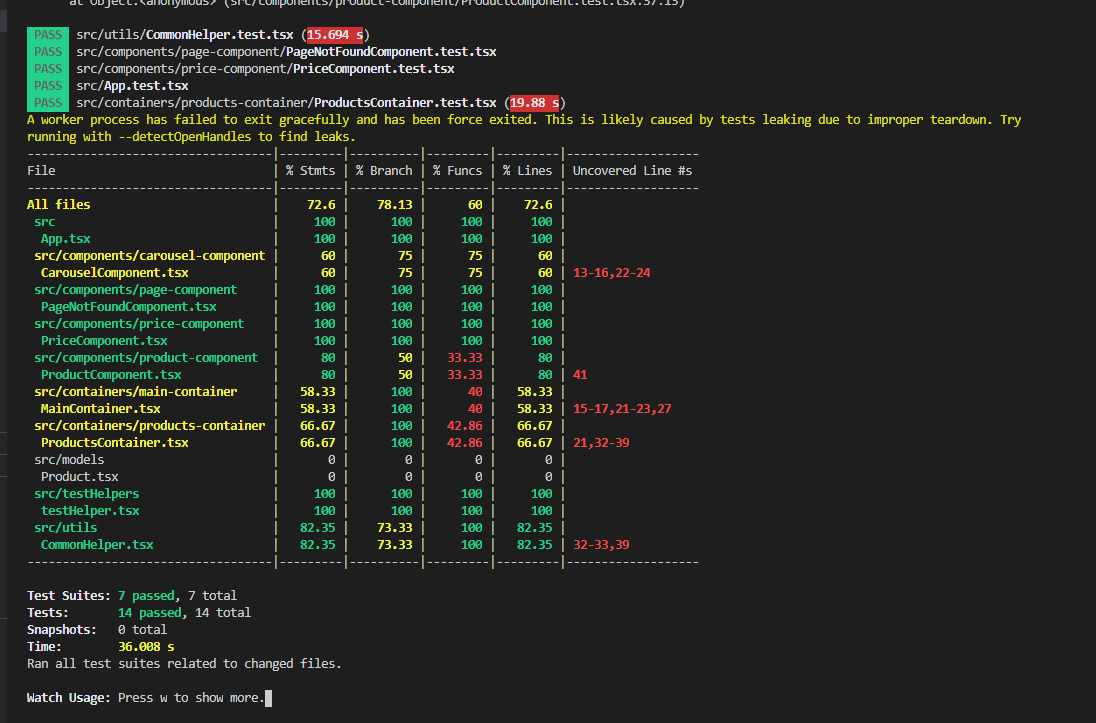 at Object.<anonymous> (src/components/product-component/ProductComponent.test.tsx:37:15)
PASS src/utils/CommonHelper.test.tsx (15.694 s)
PASS src/components/page-component/PageNotFoundComponent.test.tsx
PASS src/components/price-component/PriceComponent.test.tsx
PASS src/App.test.tsx
PASS src/containers/products-container/ProductsContainer.test.tsx (19.88 s)
A worker process has failed to exit gracefully and has been force exited. This is likely caused by tests leaking due to improper teardown. Try
running with --detectOpenHandles to find leaks.
-----------------------------------|---------|----------|---------|---------|-------------------
File                               | % Stmts | % Branch | % Funcs | % Lines | Uncovered Line #s
-----------------------------------|---------|----------|---------|---------|-------------------
All files                          |    72.6 |    78.13 |      60 |    72.6 |
 src                               |     100 |      100 |     100 |     100 |
  App.tsx                          |     100 |      100 |     100 |     100 |
 src/components/carousel-component |      60 |       75 |      75 |      60 |
  CarouselComponent.tsx            |      60 |       75 |      75 |      60 | 13-16,22-24
 src/components/page-component     |     100 |      100 |     100 |     100 |
  PageNotFoundComponent.tsx        |     100 |      100 |     100 |     100 |
 src/components/price-component    |     100 |      100 |     100 |     100 |
  PriceComponent.tsx               |     100 |      100 |     100 |     100 |
 src/components/product-component  |      80 |       50 |   33.33 |      80 |
  ProductComponent.tsx             |      80 |       50 |   33.33 |      80 | 41
 src/containers/main-container     |   58.33 |      100 |      40 |   58.33 |
  MainContainer.tsx                |   58.33 |      100 |      40 |   58.33 | 15-17,21-23,27
 src/containers/products-container |   66.67 |      100 |   42.86 |   66.67 |
  ProductsContainer.tsx            |   66.67 |      100 |   42.86 |   66.67 | 21,32-39
 src/models                        |       0 |        0 |       0 |       0 |
  Product.tsx                      |       0 |        0 |       0 |       0 |
 src/testHelpers                   |     100 |      100 |     100 |     100 |
  testHelper.tsx                   |     100 |      100 |     100 |     100 |
 src/utils                         |   82.35 |    73.33 |     100 |   82.35 |
  CommonHelper.tsx                 |   82.35 |    73.33 |     100 |   82.35 | 32-33,39
-----------------------------------|---------|----------|---------|---------|-------------------
Test Suites: 7 passed, 7 total
Tests:       14 passed, 14 total
Snapshots:   0 total
Time:        36.008 s
Ran all test suites related to changed files.
Watch Usage: Press w to show more.